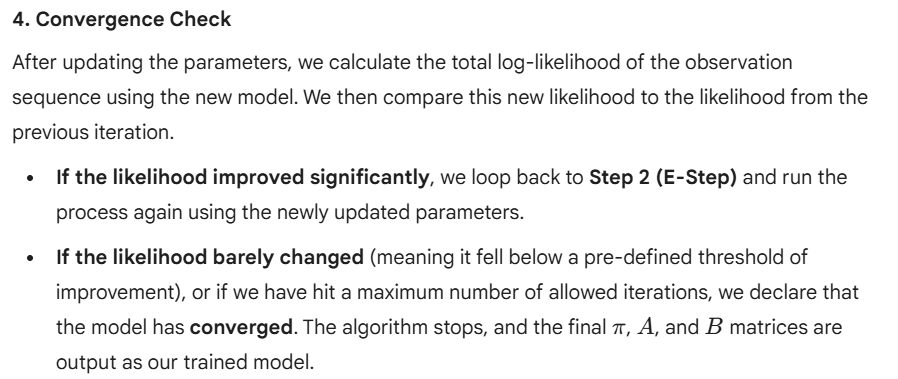 4. Convergence Check
After updating the parameters, we calculate the total log-likelihood of the observation
sequence using the new model. We then compare this new likelihood to the likelihood from the
previous iteration.
• If the likelihood improved significantly, we loop back to Step 2 (E-Step) and run the
process again using the newly updated parameters.
• If the likelihood barely changed (meaning it fell below a pre-defined threshold of
improvement), or if we have hit a maximum number of allowed iterations, we declare that
the model has converged. The algorithm stops, and the final π, A, and B matrices are
output as our trained model.